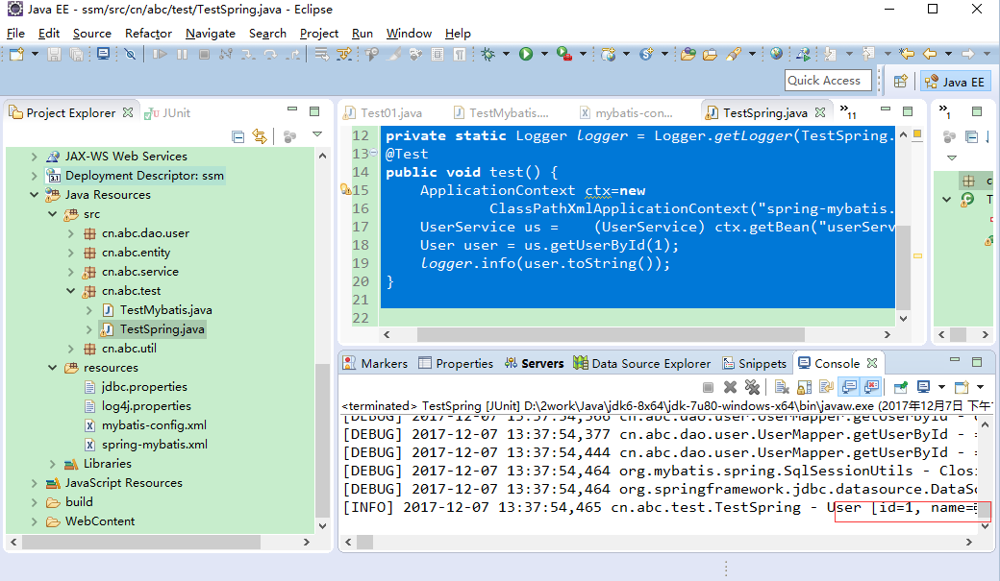 Java EE - ssm/src/cn/abc/test/TestSpring.java - Eclipse
File Edit Source Refactor Navigate Search Project Run Window Help
Quick Access
Java EE
Project Explorer
JUnit
JAX-WS Web Services
Deployment Descriptor: ssm
Java Resources
src
cn.abc.dao.user
cn.abc.entity
cn.abc.service
cn.abc.test
TestMybatis.java
TestSpring.java
cn.abc.util
resources
jdbc.properties
log4j.properties
mybatis-config.xml
spring-mybatis.xml
Libraries
JavaScript Resources
build
WebContent
Test01.java
TestMybatis....
mybatis-con...
TestSpring.java
11
12 private static Logger logger = Logger.getLogger(TestSpring.
13 @Test
14 public void test() {
15 ApplicationContext ctx=new
16 ClassPathXmlApplicationContext("spring-mybatis.
17 UserService us = (UserService) ctx.getBean("userServ
18 User user = us.getUserById(1);
19 logger.info(user.toString());
20 }
21
22
1
Markers
Properties
Servers
Data Source Explorer
Snippets
Console
<terminated> TestSpring [JUnit] D:\2work\Java\jdk6-8x64\jdk-7u80-windows-x64\bin\javaw.exe (2017年12月7日 下午
[DEBUG] 2017-12-07 13:37:54,366 cn.abc.dao.user.UserMapper.getUserById -
[DEBUG] 2017-12-07 13:37:54,377 cn.abc.dao.user.UserMapper.getUserById - =
[DEBUG] 2017-12-07 13:37:54,444 cn.abc.dao.user.UserMapper.getUserById - =
[DEBUG] 2017-12-07 13:37:54,464 org.mybatis.spring.SqlSessionUtils - Closi
[DEBUG] 2017-12-07 13:37:54,464 org.springframework.jdbc.datasource.DataSo
[INFO] 2017-12-07 13:37:54,465 cn.abc.test.TestSpring - User [id=1, name=